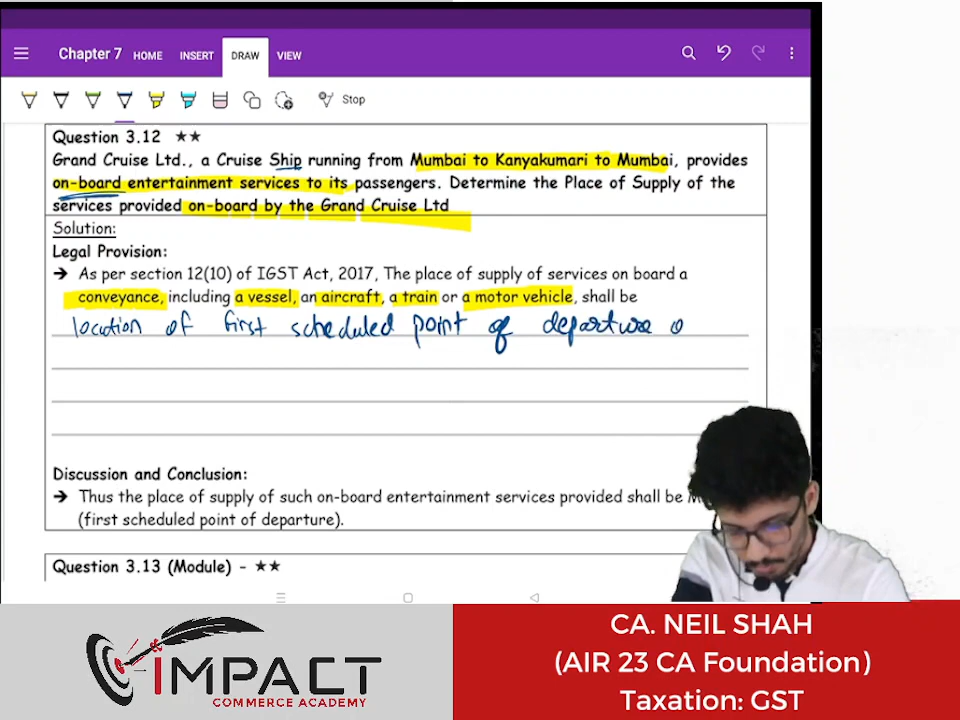 Chapter 7 HOME INSERT DRAW VIEW
Stop
Question 3.12 ★★
Grand Cruise Ltd., a Cruise Ship running from Mumbai to Kanyakumari to Mumbai, provides
on-board entertainment services to its passengers. Determine the Place of Supply of the
services provided on-board by the Grand Cruise Ltd
Solution:
Legal Provision:
➔ As per section 12(10) of IGST Act, 2017, The place of supply of services on board a
conveyance, including a vessel, an aircraft, a train or a motor vehicle, shall be
location of first scheduled point of departure o
Discussion and Conclusion:
➔ Thus the place of supply of such on-board entertainment services provided shall be
(first scheduled point of departure).
Question 3.13 (Module) - ★★
IMPACT
COMMERCE ACADEMY
CA. NEIL SHAH
(AIR 23 CA Foundation)
Taxation: GST